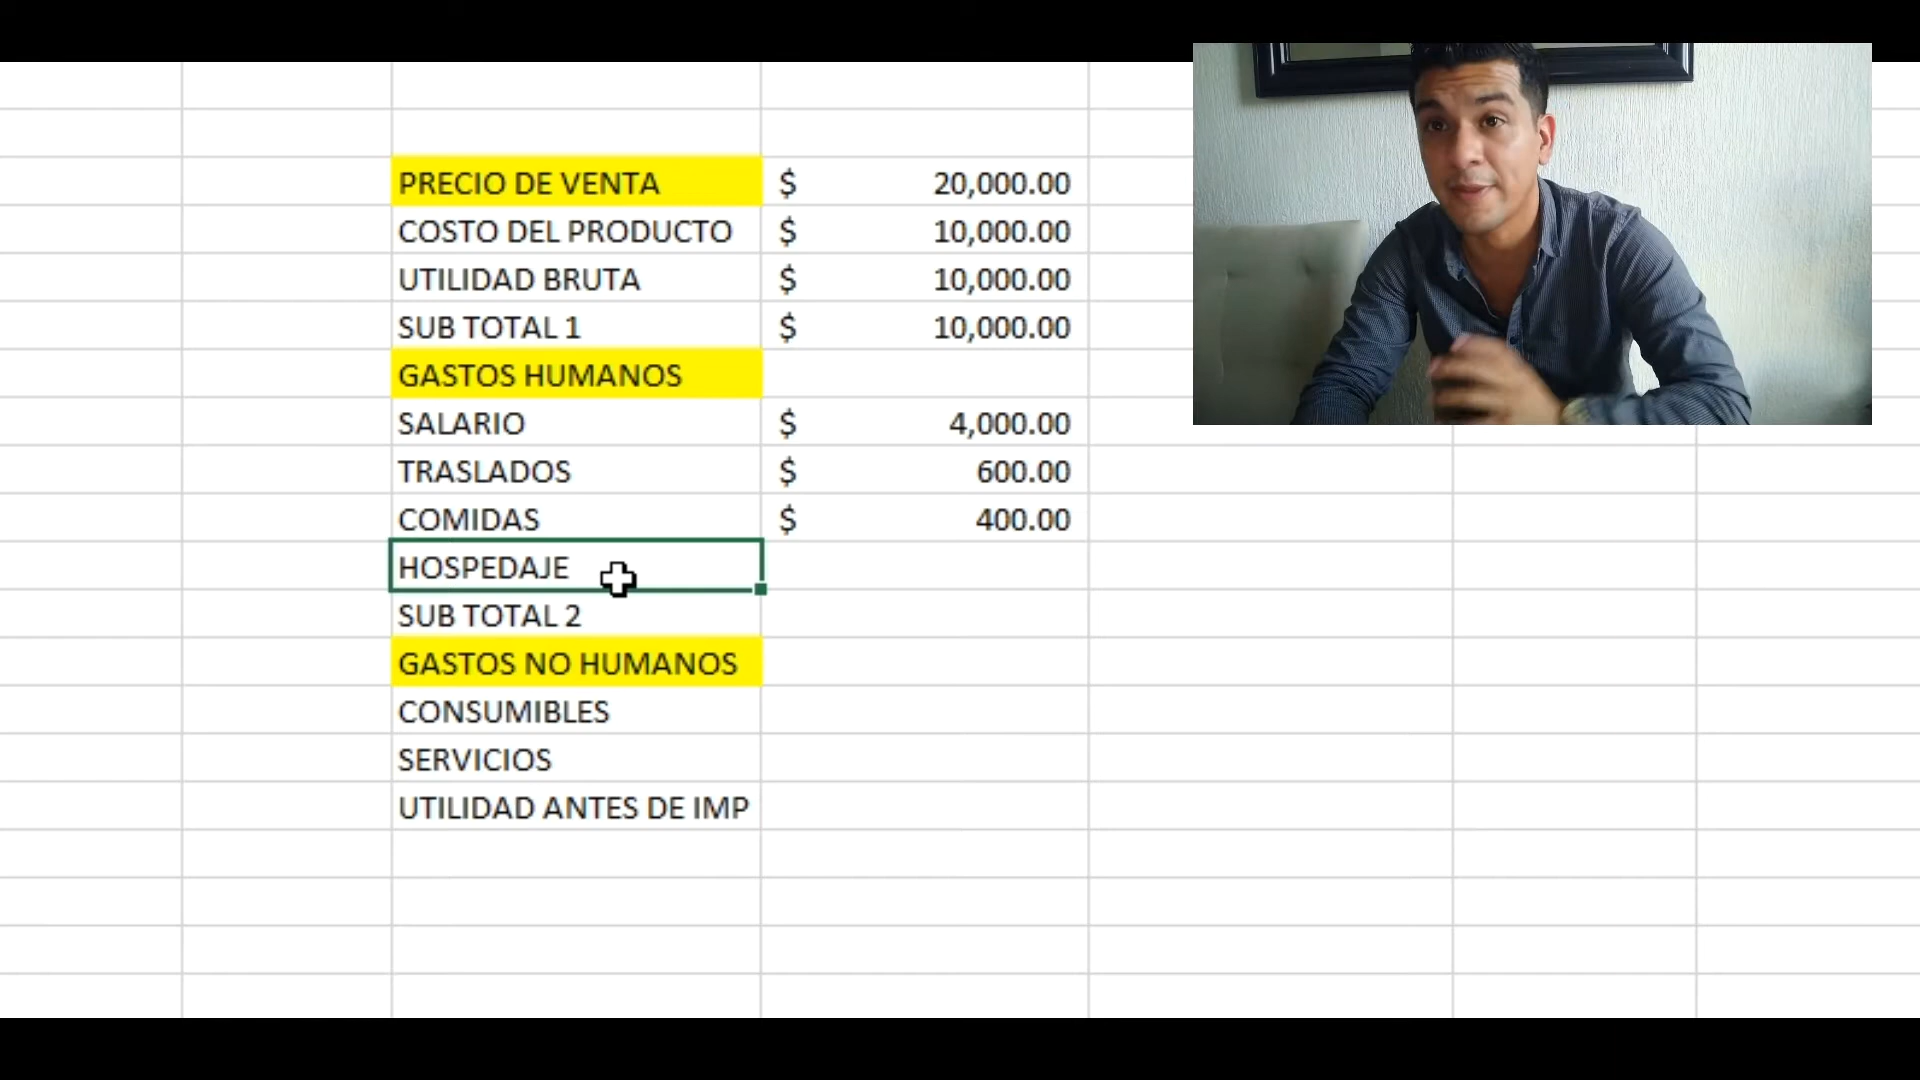 PRECIO DE VENTA $ 20,000.00
COSTO DEL PRODUCTO $ 10,000.00
UTILIDAD BRUTA $ 10,000.00
SUB TOTAL 1 $ 10,000.00
GASTOS HUMANOS
SALARIO $ 4,000.00
TRASLADOS $ 600.00
COMIDAS $ 400.00
HOSPEDAJE
SUB TOTAL 2
GASTOS NO HUMANOS
CONSUMIBLES
SERVICIOS
UTILIDAD ANTES DE IMP